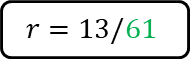 r = 13/61